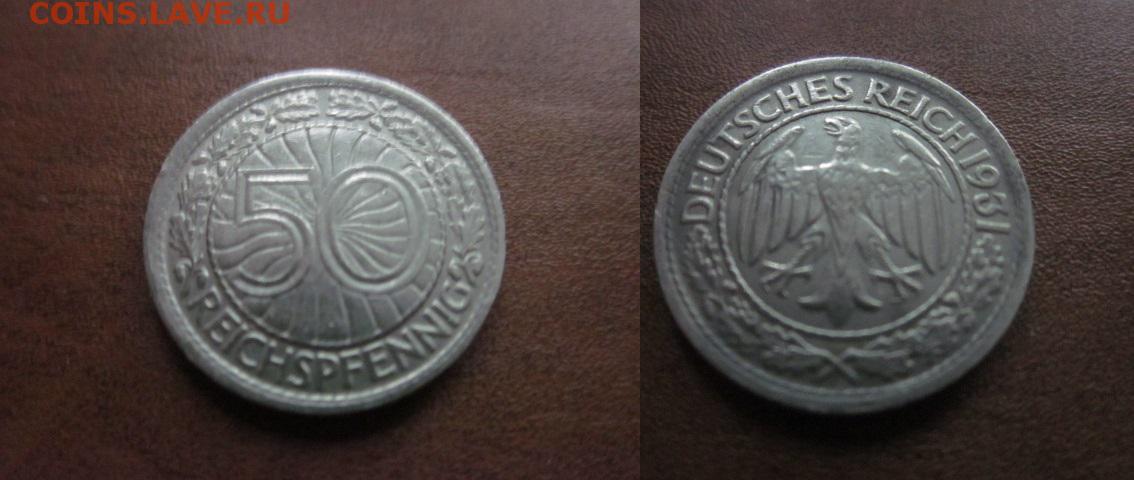 COINS.LAVE.RU
50
REICHSPFENNIG
DEUTSCHES REICH 1931